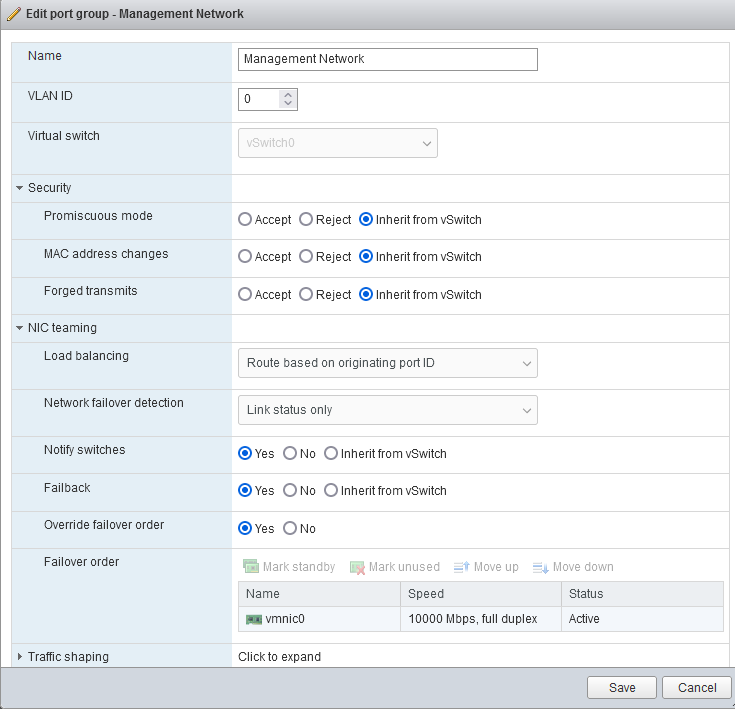 Edit port group - Management Network
Name Management Network
VLAN ID 0
Virtual switch vSwitch0
Security
Promiscuous mode Accept Reject Inherit from vSwitch
MAC address changes Accept Reject Inherit from vSwitch
Forged transmits Accept Reject Inherit from vSwitch
NIC teaming
Load balancing Route based on originating port ID
Network failover detection Link status only
Notify switches Yes No Inherit from vSwitch
Failback Yes No Inherit from vSwitch
Override failover order Yes No
Failover order Mark standby Mark unused Move up Move down
Name Speed Status
vmnic0 10000 Mbps, full duplex Active
Traffic shaping Click to expand
Save Cancel